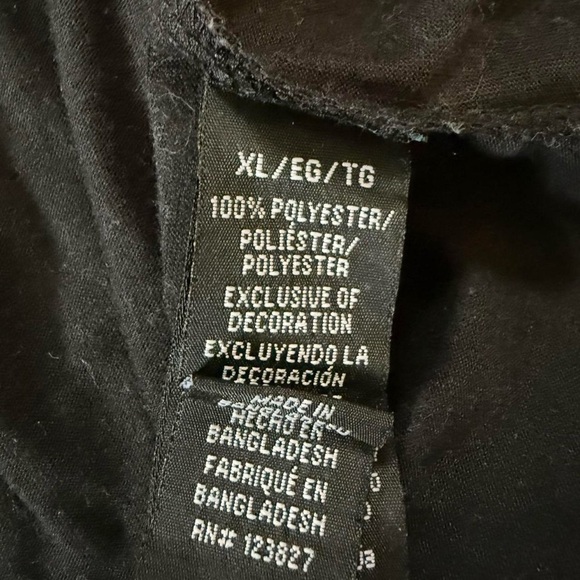 XL/EG/TG
100% POLYESTER/
POLIÉSTER/
POLYESTER
EXCLUSIVE OF
DECORATION
EXCLUYENDO LA
DECORACIÓN
MADE IN
HECHO EN
BANGLADESH
FABRIQUÉ EN
BANGLADESH
RN# 123827